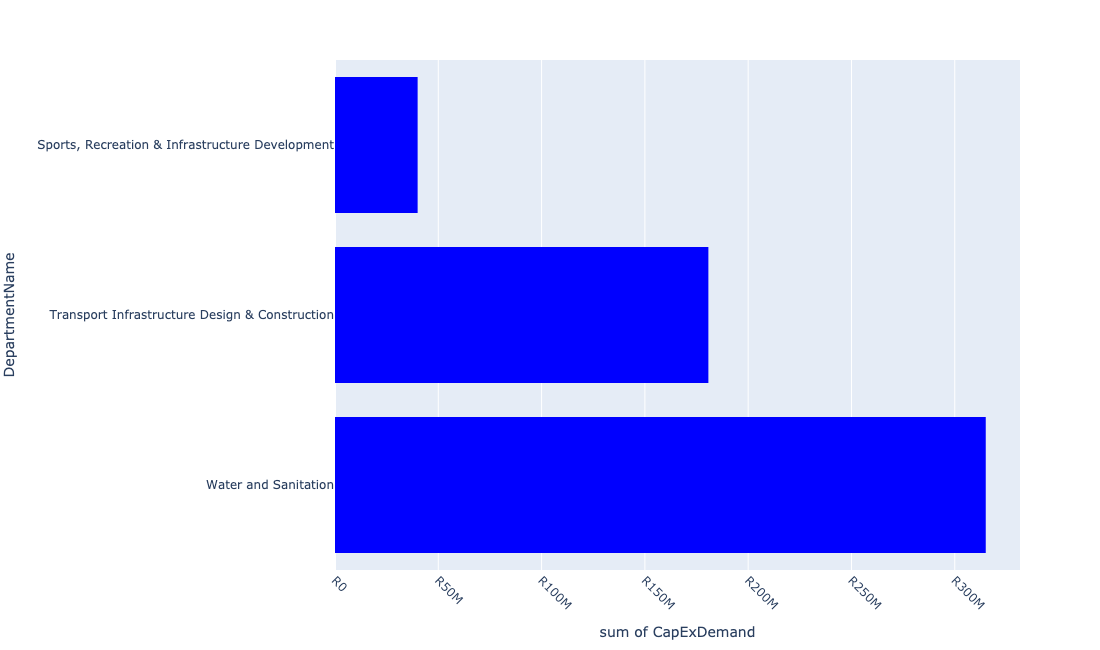 Sports, Recreation & Infrastructure Development
Transport Infrastructure Design & Construction
Water and Sanitation
DepartmentName
R0
R50M
R100M
R150M
R200M
R250M
R300M
sum of CapExDemand